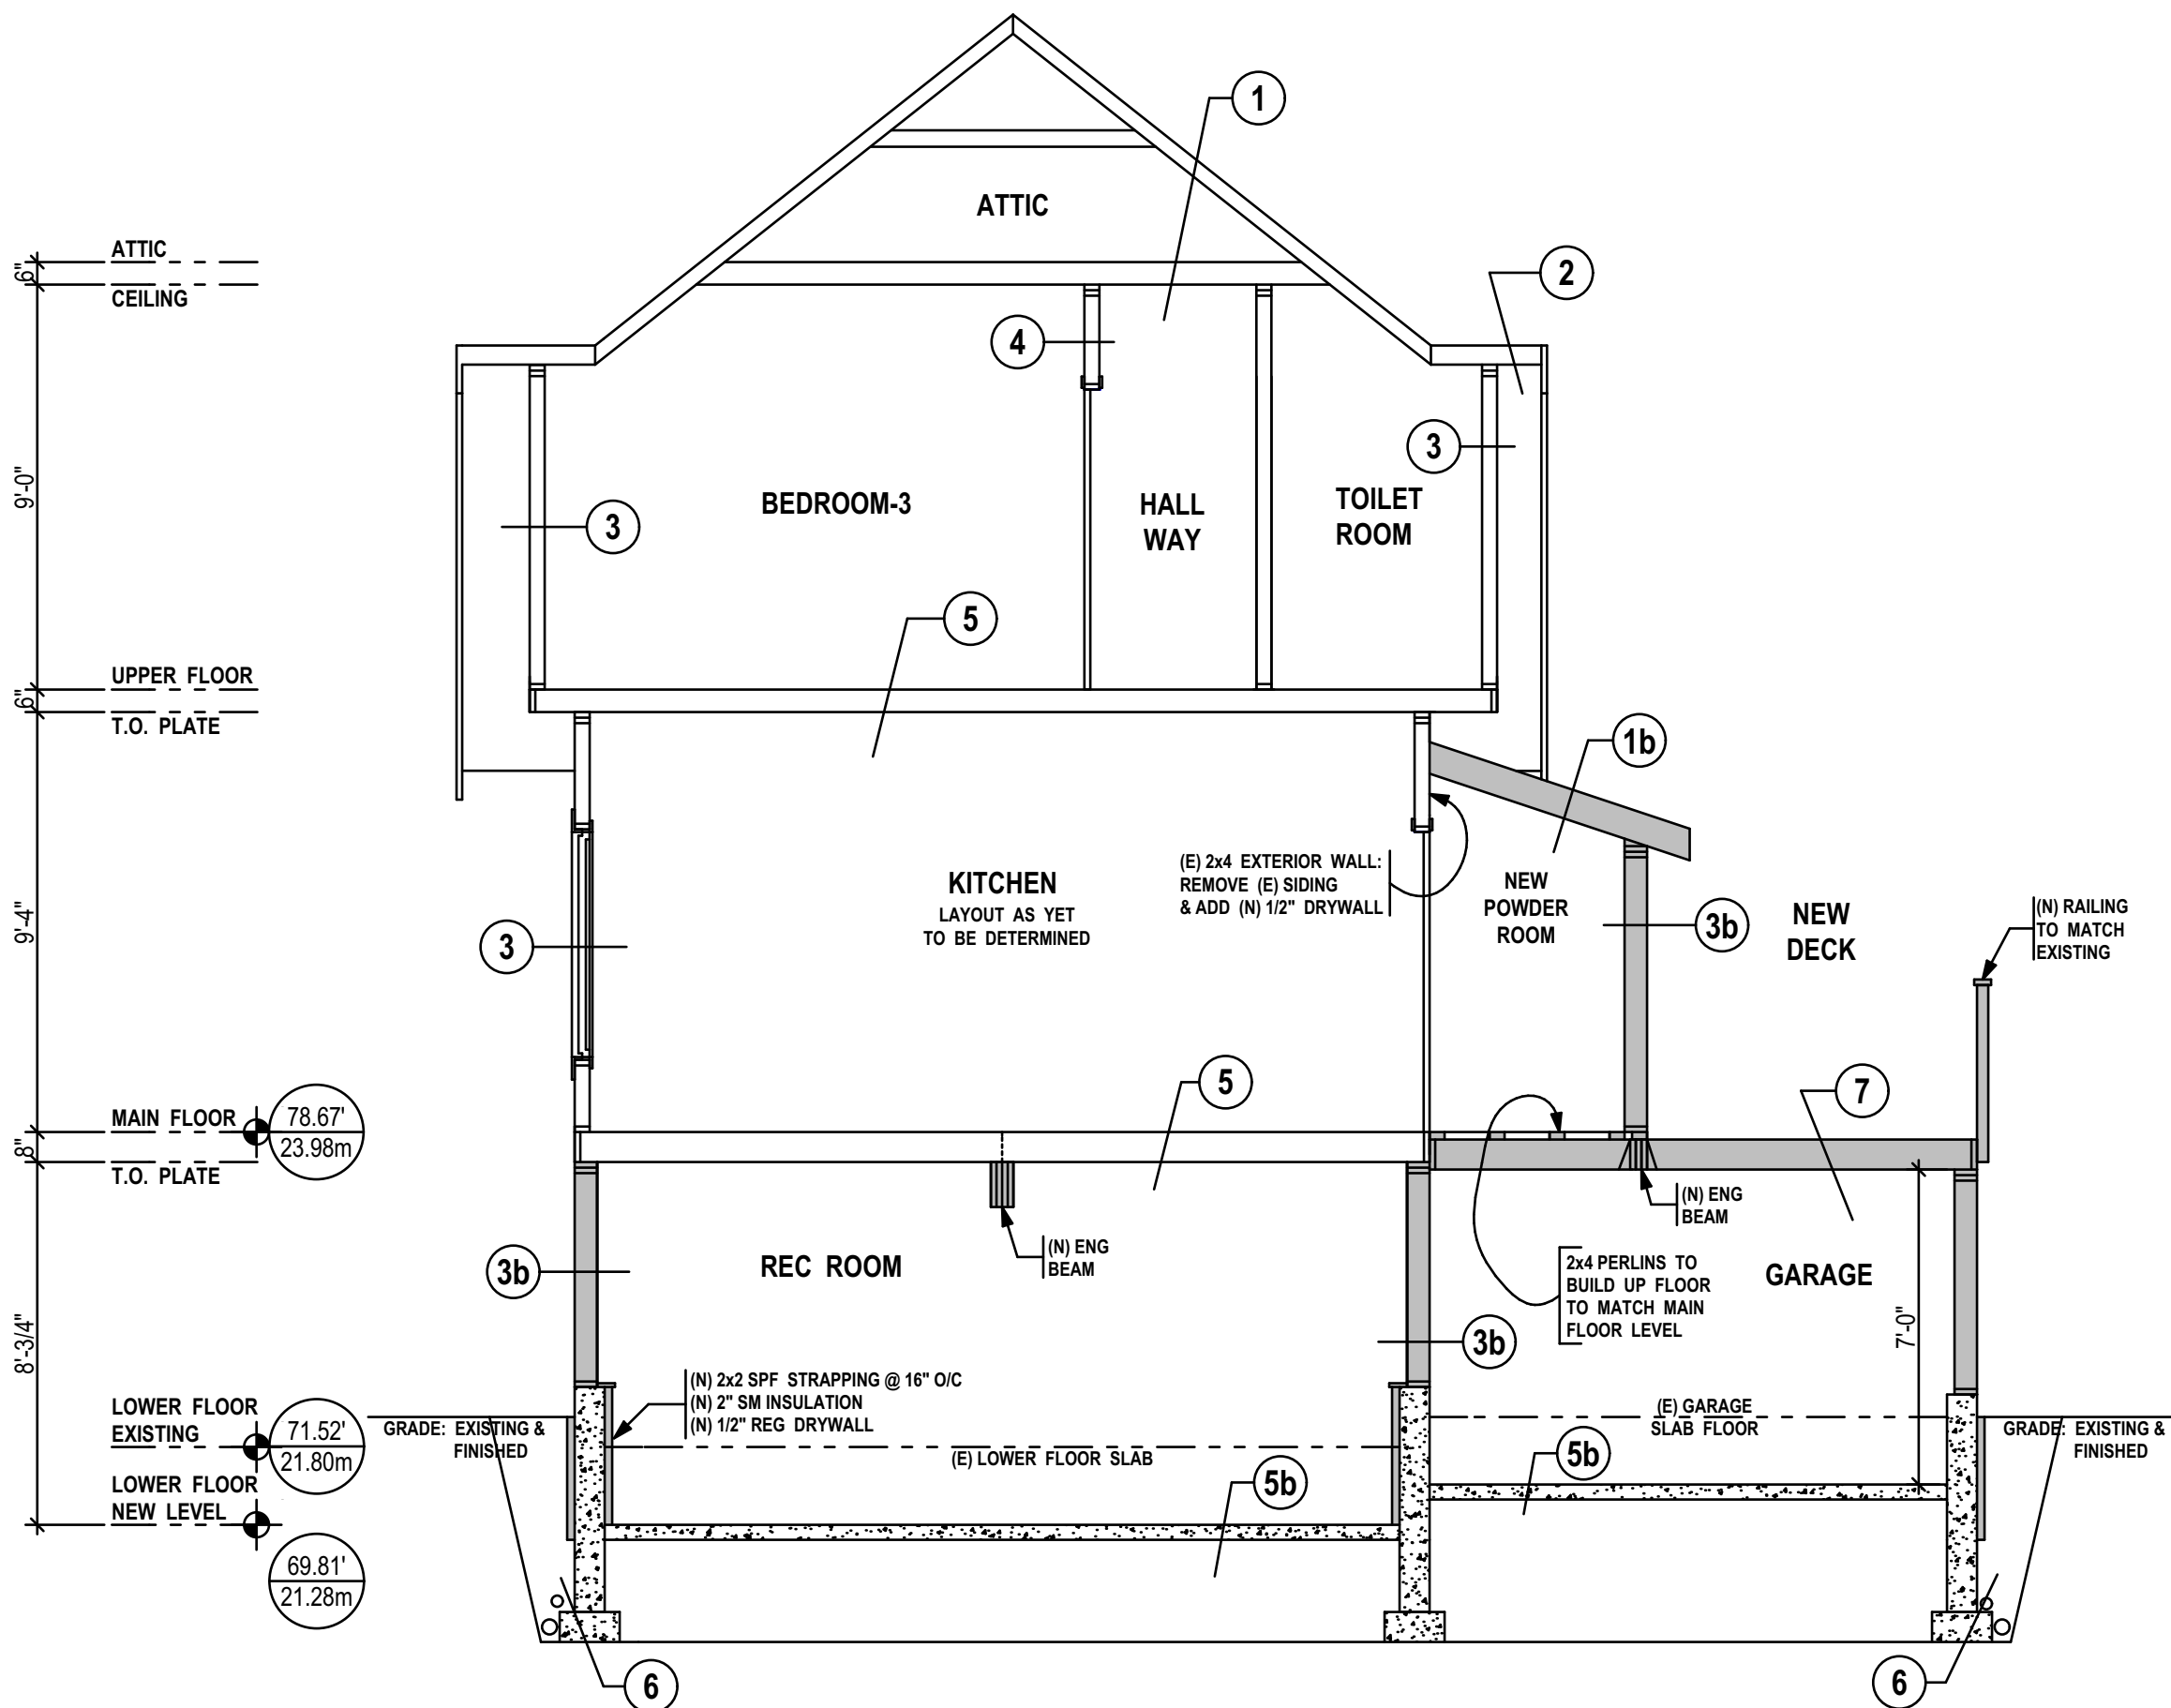 1
ATTIC
ATTIC
6"
CEILING
2
4
3
9'-0"
BEDROOM-3
HALL
WAY
TOILET
ROOM
3
5
UPPER FLOOR
6"
T.O. PLATE
1b
(E) 2x4 EXTERIOR WALL:
REMOVE (E) SIDING
& ADD (N) 1/2" DRYWALL
KITCHEN
LAYOUT AS YET
TO BE DETERMINED
NEW
POWDER
ROOM
3b
NEW
DECK
(N) RAILING
TO MATCH
EXISTING
9'-4"
3
5
7
MAIN FLOOR
78.67'
23.98m
8"
T.O. PLATE
(N) ENG
BEAM
(N) ENG
BEAM
3b
REC ROOM
2x4 PERLINS TO
BUILD UP FLOOR
TO MATCH MAIN
FLOOR LEVEL
GARAGE
7'-0"
3b
8'-3/4"
(N) 2x2 SPF STRAPPING @ 16" O/C
(N) 2" SM INSULATION
(N) 1/2" REG DRYWALL
LOWER FLOOR
EXISTING
71.52'
21.80m
GRADE: EXISTING &
FINISHED
(E) LOWER FLOOR SLAB
(E) GARAGE
SLAB FLOOR
GRADE: EXISTING &
FINISHED
5b
5b
LOWER FLOOR
NEW LEVEL
69.81'
21.28m
6
6